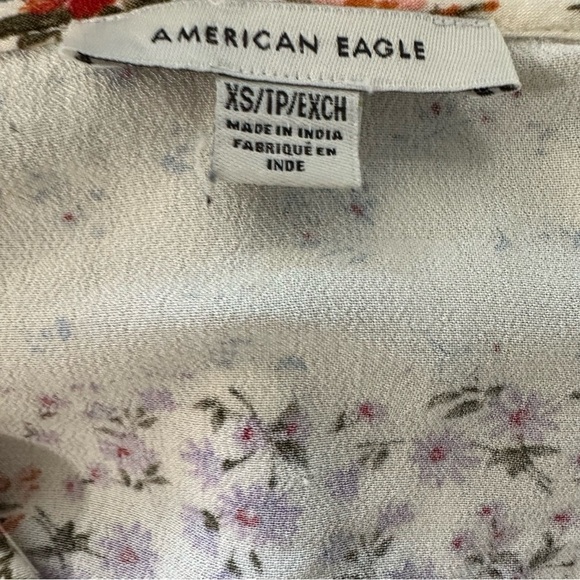 AMERICAN EAGLE
XS/TP/EXCH
MADE IN INDIA
FABRIQUÉ EN
INDE